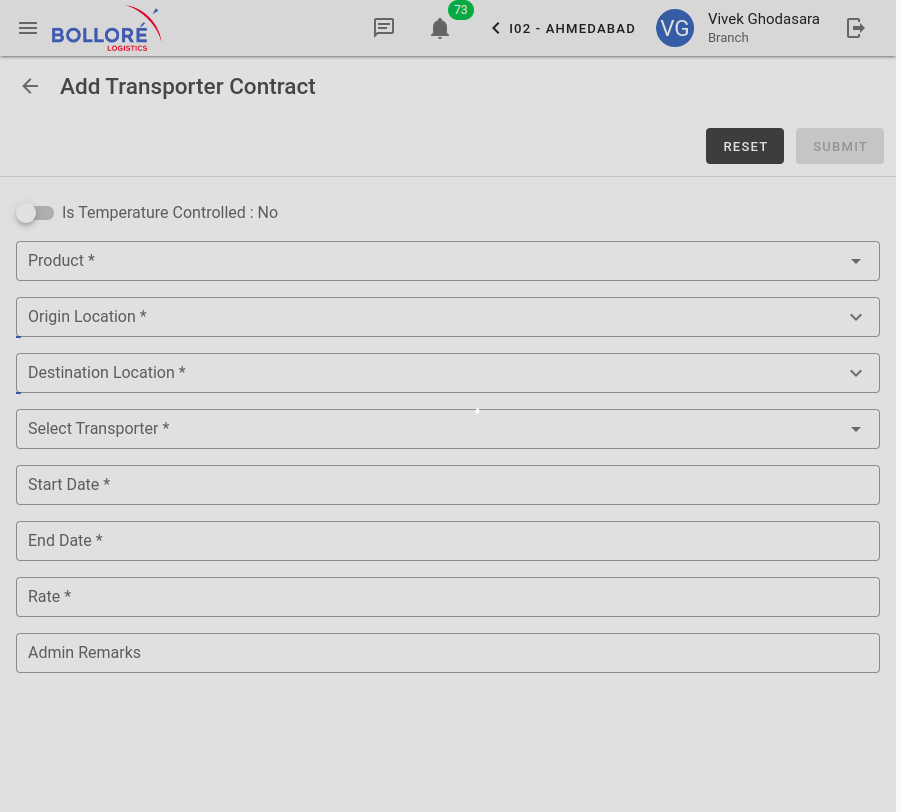 BOLLORÉ
LOGISTICS
73
I02 - AHMEDABAD
VG
Vivek Ghodasara
Branch
Add Transporter Contract
RESET
SUBMIT
Is Temperature Controlled : No
Product *
Origin Location *
Destination Location *
Select Transporter *
Start Date *
End Date *
Rate *
Admin Remarks